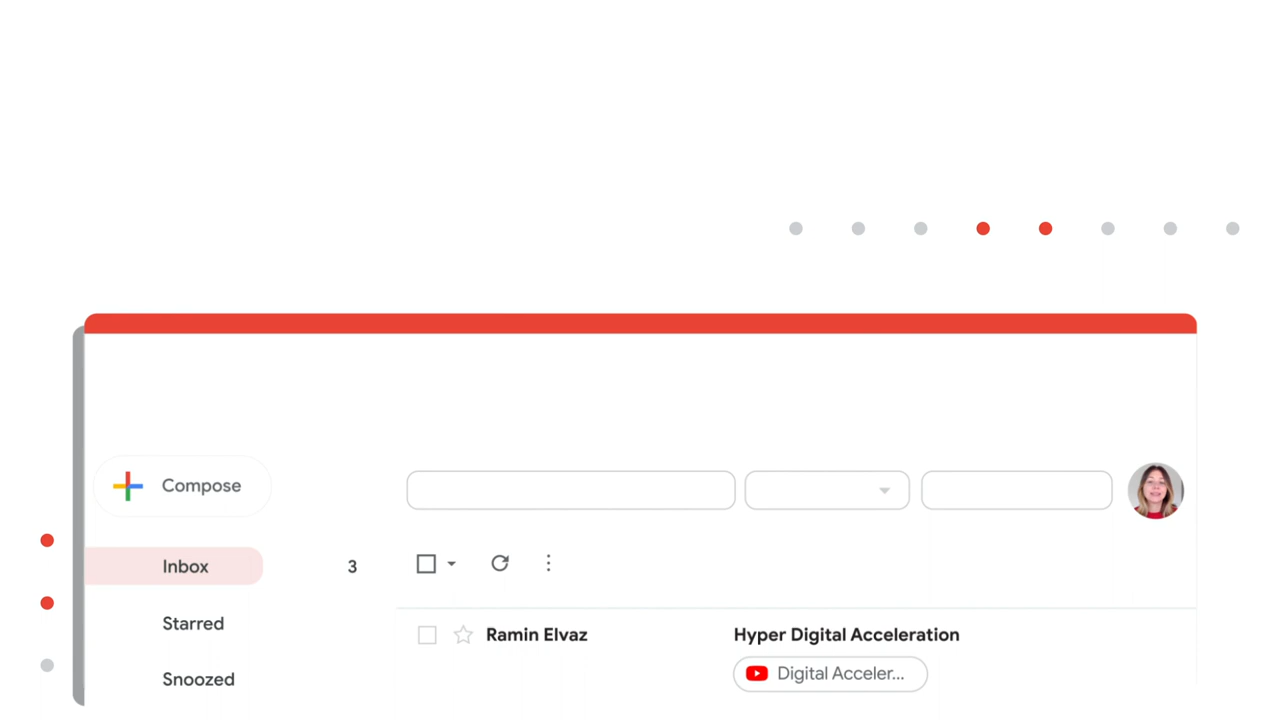 Compose
Inbox 3
Starred
Ramin Elvaz Hyper Digital Acceleration
Digital Acceler...
Snoozed